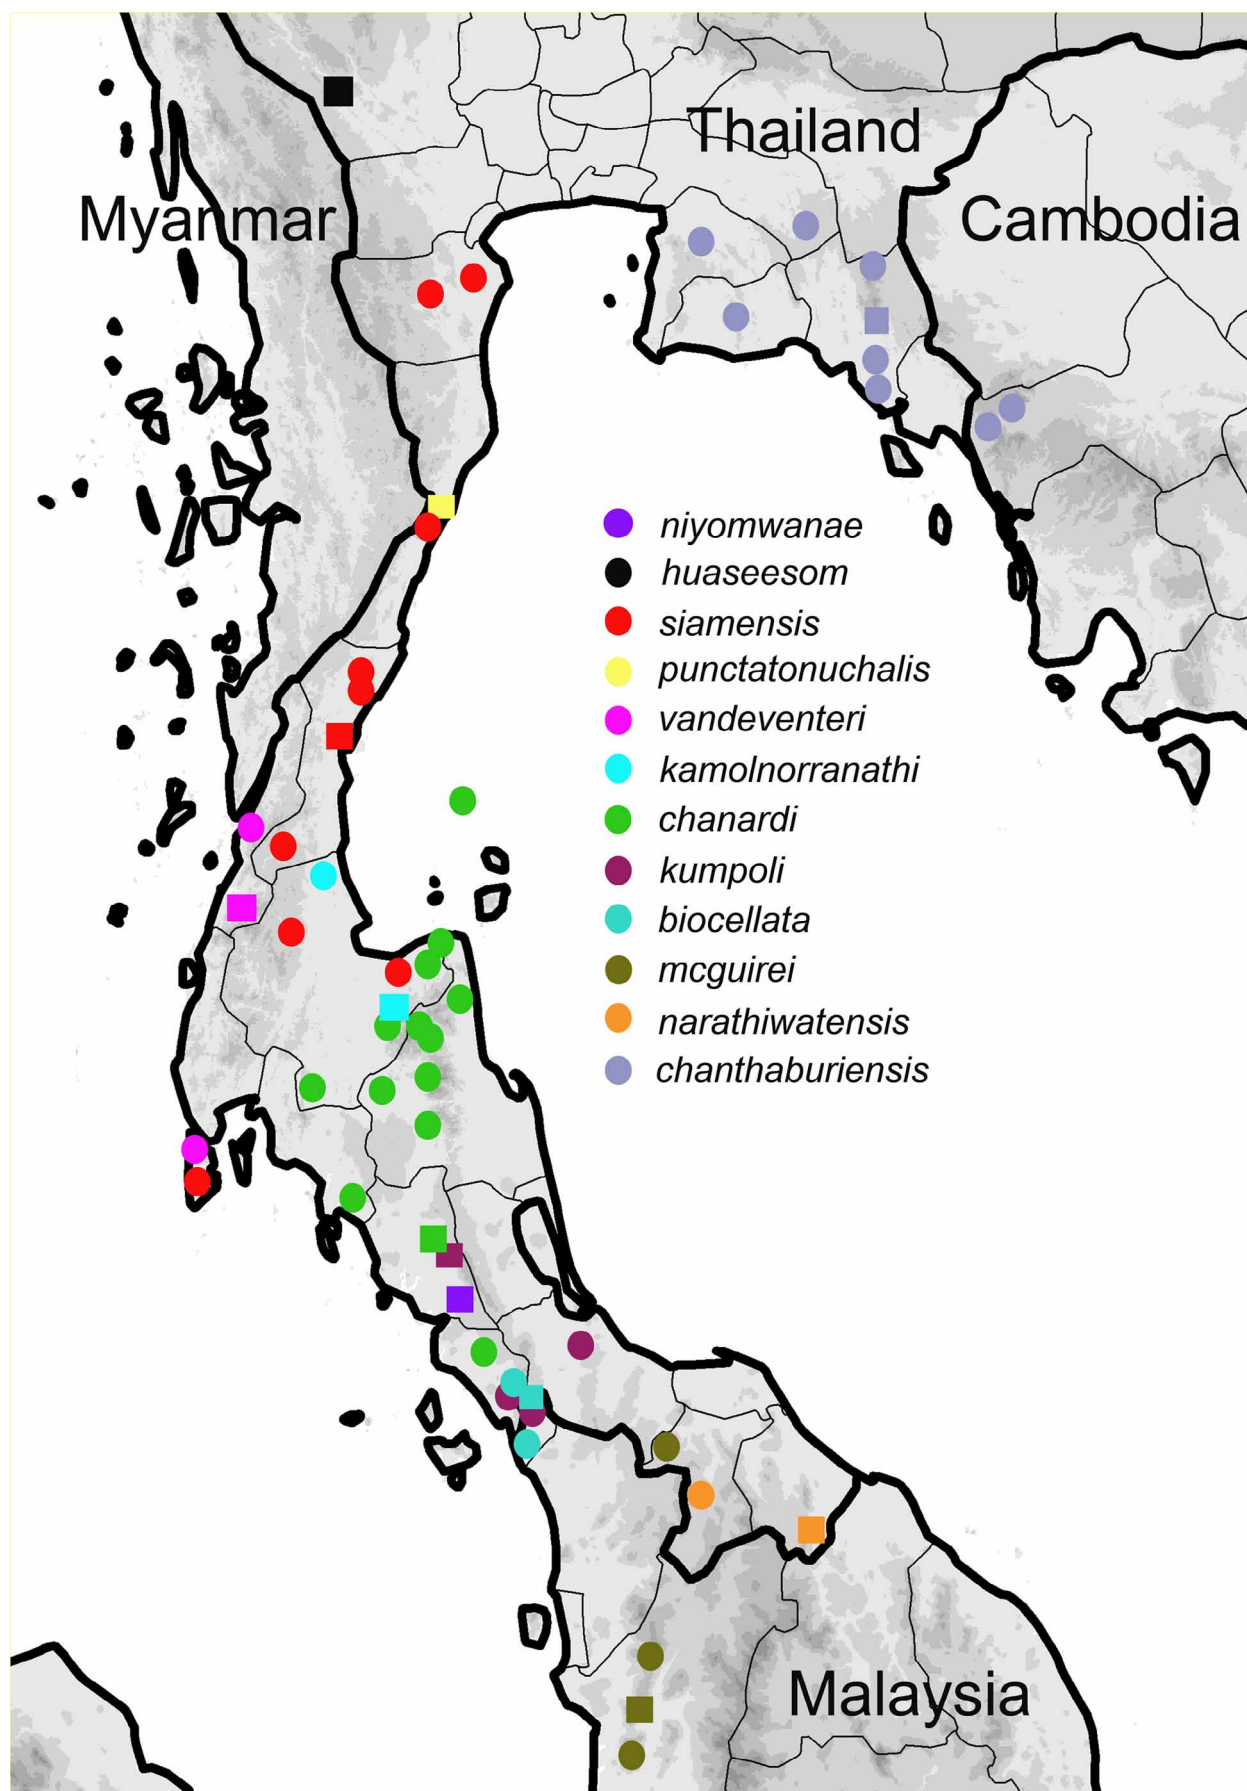 Thailand
Myanmar
Cambodia
niyomwanae
huaseesom
siamensis
punctatonuchalis
vandeventeri
kamolnorranathi
chanardi
kumpoli
biocellata
mcguirei
narathiwatensis
chanthaburiensis
Malaysia